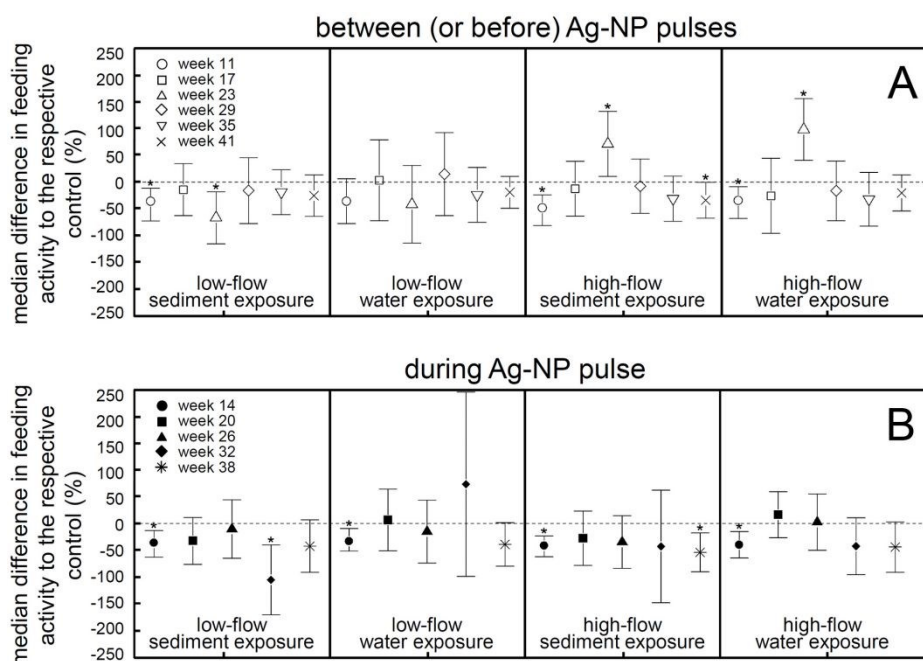 between (or before) Ag-NP pulses
A
median difference in feeding
activity to the respective
control (%)
250
200
150
100
50
0
-50
-100
-150
-200
-250
week 11
week 17
week 23
week 29
week 35
week 41
* * * * * *
low-flow
sediment exposure
low-flow
water exposure
high-flow
sediment exposure
high-flow
water exposure
during Ag-NP pulse
B
median difference in feeding
activity to the respective
control (%)
250
200
150
100
50
0
-50
-100
-150
-200
-250
week 14
week 20
week 26
week 32
week 38
* * * * * *
low-flow
sediment exposure
low-flow
water exposure
high-flow
sediment exposure
high-flow
water exposure